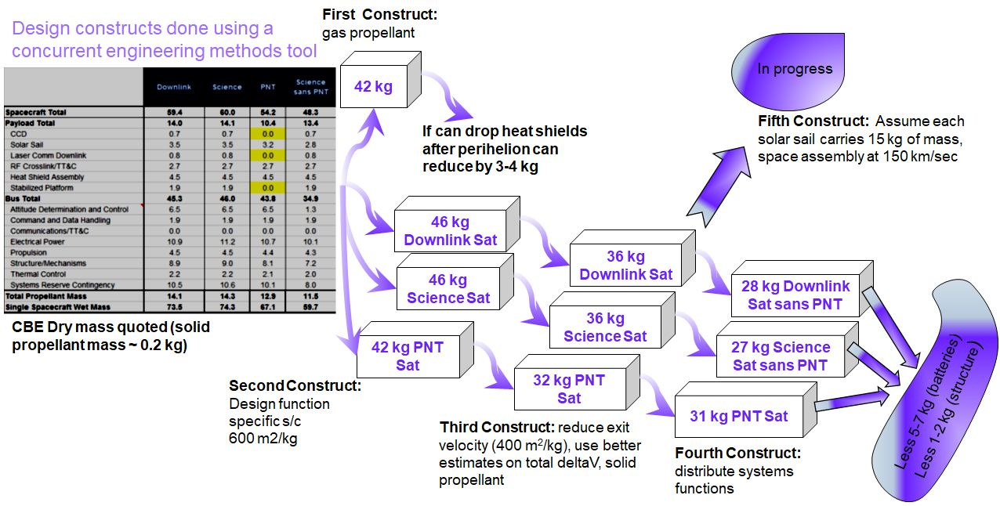 Design constructs done using a
concurrent engineering methods tool
Downlink Science PNT Science
sans PNT
Spacecraft Total 59.4 60.0 54.2 48.3
Payload Total 14.0 14.1 10.4 13.4
CCD 0.7 0.7 0.0 0.7
Solar Sail 3.5 3.5 3.2 2.8
Laser Comm Downlink 0.8 0.8 0.0 0.8
RF Crosslink/TT&C 2.7 2.7 2.7 2.7
Heat Shield Assembly 4.5 4.5 4.5 4.5
Stabilized Platform 1.9 1.9 0.0 1.9
Bus Total 45.3 46.0 43.8 34.9
Attitude Determination and Control 6.5 6.5 6.5 1.3
Command and Data Handling 1.9 1.9 1.9 1.9
Communications/TT&C 0.0 0.0 0.0 0.0
Electrical Power 10.9 11.2 10.7 10.1
Propulsion 4.5 4.5 4.4 4.3
Structure/Mechanisms 8.9 9.0 8.1 7.2
Thermal Control 2.2 2.2 2.1 2.0
Systems Reserve Contingency 10.5 10.6 10.1 8.0
Total Propellant Mass 14.1 14.3 12.9 11.5
Single Spacecraft Wet Mass 73.5 74.3 67.1 59.7
CBE Dry mass quoted (solid
propellant mass ~ 0.2 kg)
First Construct:
gas propellant
42 kg
If can drop heat shields
after perihelion can
reduce by 3-4 kg
Second Construct:
Design function
specific s/c
600 m2/kg
46 kg
Downlink Sat
46 kg
Science Sat
42 kg PNT
Sat
Third Construct: reduce exit
velocity (400 m²/kg), use better
estimates on total deltaV, solid
propellant
36 kg
Downlink Sat
36 kg
Science Sat
32 kg PNT
Sat
Fourth Construct:
distribute systems
functions
28 kg Downlink
Sat sans PNT
27 kg Science
Sat sans PNT
31 kg PNT Sat
Less 5-7 kg (batteries)
Less 1-2 kg (structure)
In progress
Fifth Construct: Assume each
solar sail carries 15 kg of mass,
space assembly at 150 km/sec